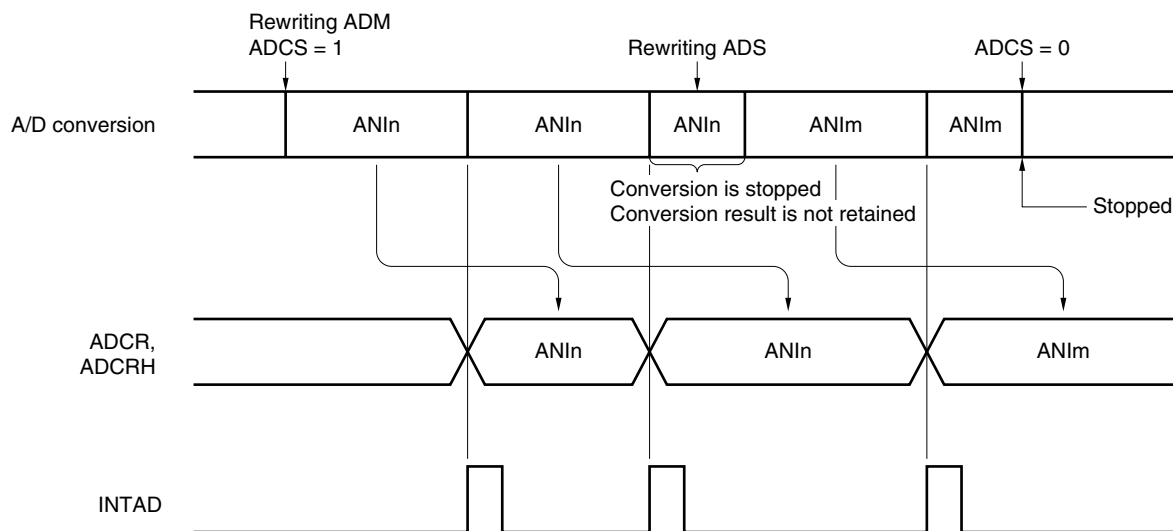 Rewriting ADM
ADCS = 1
Rewriting ADS
ADCS = 0
A/D conversion
ANIn
ANIn
ANIn
ANIm
ANIm
Conversion is stopped
Conversion result is not retained
Stopped
ADCR,
ADCRH
ANIn
ANIn
ANIm
INTAD